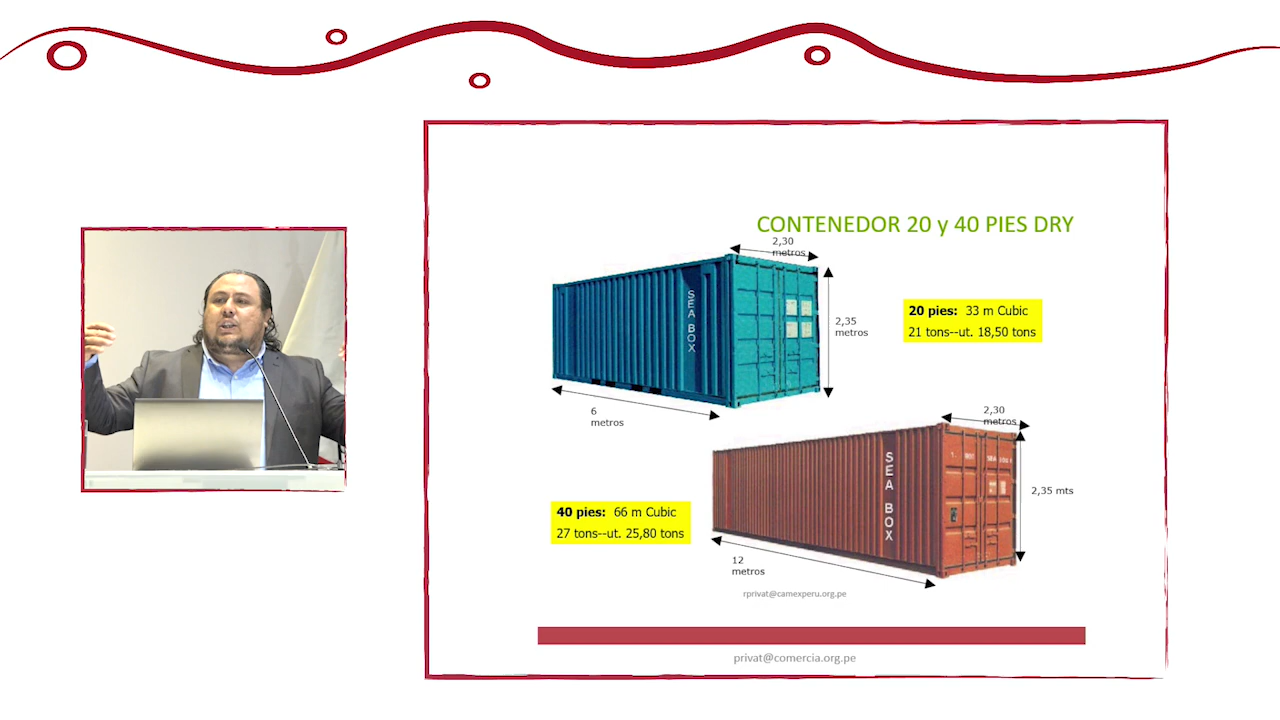 CONTENEDOR 20 y 40 PIES DRY
2,30
metros
SEA BOX
2,35
metros
20 pies: 33 m Cubic
21 tons--ut. 18,50 tons
6
metros
2,30
metros
SEA BOX
2,35 mts
40 pies: 66 m Cubic
27 tons--ut. 25,80 tons
12
metros
rprivat@camexperu.org.pe
privat@comercia.org.pe